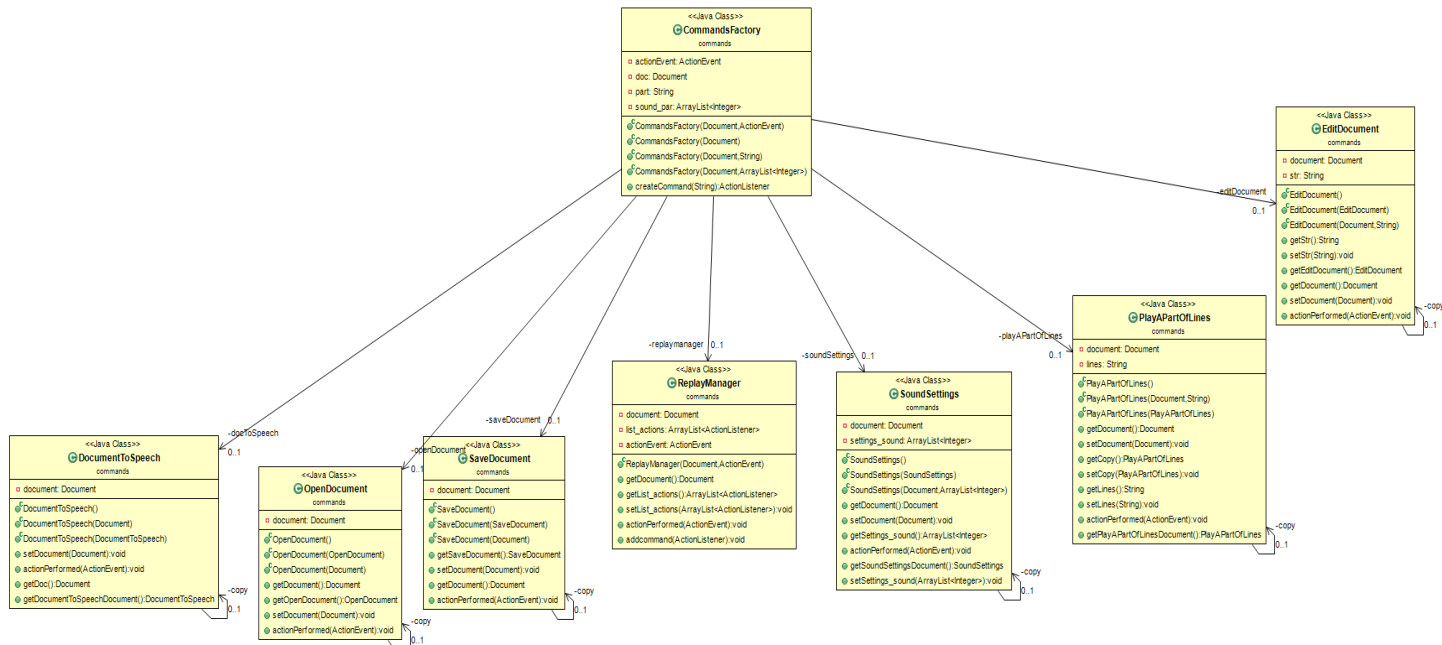 <<Java Class>>
CommandsFactory
commands
actionEvent: ActionEvent
doc: Document
part: String
sound_par: ArrayList<Integer>
CommandsFactory(Document,ActionEvent)
CommandsFactory(Document)
CommandsFactory(Document,String)
CommandsFactory(Document,ArrayList<Integer>)
createCommand(String):ActionListener
-editDocument
0..1
<<Java Class>>
EditDocument
commands
document: Document
str: String
EditDocument()
EditDocument(EditDocument)
EditDocument(Document,String)
getStr():String
setStr(String):void
getEditDocument():EditDocument
getDocument():Document
setDocument(Document):void
actionPerformed(ActionEvent):void
-copy
0..1
-playAPartOfLines
0..1
<<Java Class>>
PlayAPartOfLines
commands
document: Document
lines: String
PlayAPartOfLines()
PlayAPartOfLines(Document,String)
PlayAPartOfLines(PlayAPartOfLines)
getDocument():Document
setDocument(Document):void
getCopy():PlayAPartOfLines
setCopy(PlayAPartOfLines):void
getLines():String
setLines(String):void
actionPerformed(ActionEvent):void
getPlayAPartOfLinesDocument():PlayAPartOfLines
-copy
0..1
-replaymanager
0..1
<<Java Class>>
ReplayManager
commands
document: Document
list_actions: ArrayList<ActionListener>
actionEvent: ActionEvent
ReplayManager(Document,ActionEvent)
getDocument():Document
getList_actions():ArrayList<ActionListener>
setList_actions(ArrayList<ActionListener>):void
actionPerformed(ActionEvent):void
addcommand(ActionListener):void
-soundSettings
0..1
<<Java Class>>
SoundSettings
commands
document: Document
settings_sound: ArrayList<Integer>
SoundSettings()
SoundSettings(SoundSettings)
SoundSettings(Document,ArrayList<Integer>)
getDocument():Document
setDocument(Document):void
getSettings_sound():ArrayList<Integer>
actionPerformed(ActionEvent):void
getSoundSettingsDocument():SoundSettings
setSettings_sound(ArrayList<Integer>):void
-copy
0..1
-docToSpeech
0..1
<<Java Class>>
DocumentToSpeech
commands
document: Document
DocumentToSpeech()
DocumentToSpeech(Document)
DocumentToSpeech(DocumentToSpeech)
setDocument(Document):void
actionPerformed(ActionEvent):void
getDoc():Document
getDocumentToSpeechDocument():DocumentToSpeech
-copy
0..1
-openDocument
0..1
<<Java Class>>
OpenDocument
commands
document: Document
OpenDocument()
OpenDocument(OpenDocument)
OpenDocument(Document)
getDocument():Document
getOpenDocument():OpenDocument
setDocument(Document):void
actionPerformed(ActionEvent):void
-copy
0..1
-saveDocument
0..1
<<Java Class>>
SaveDocument
commands
document: Document
SaveDocument()
SaveDocument(SaveDocument)
SaveDocument(Document)
getSaveDocument():SaveDocument
setDocument(Document):void
getDocument():Document
actionPerformed(ActionEvent):void
-copy
0..1